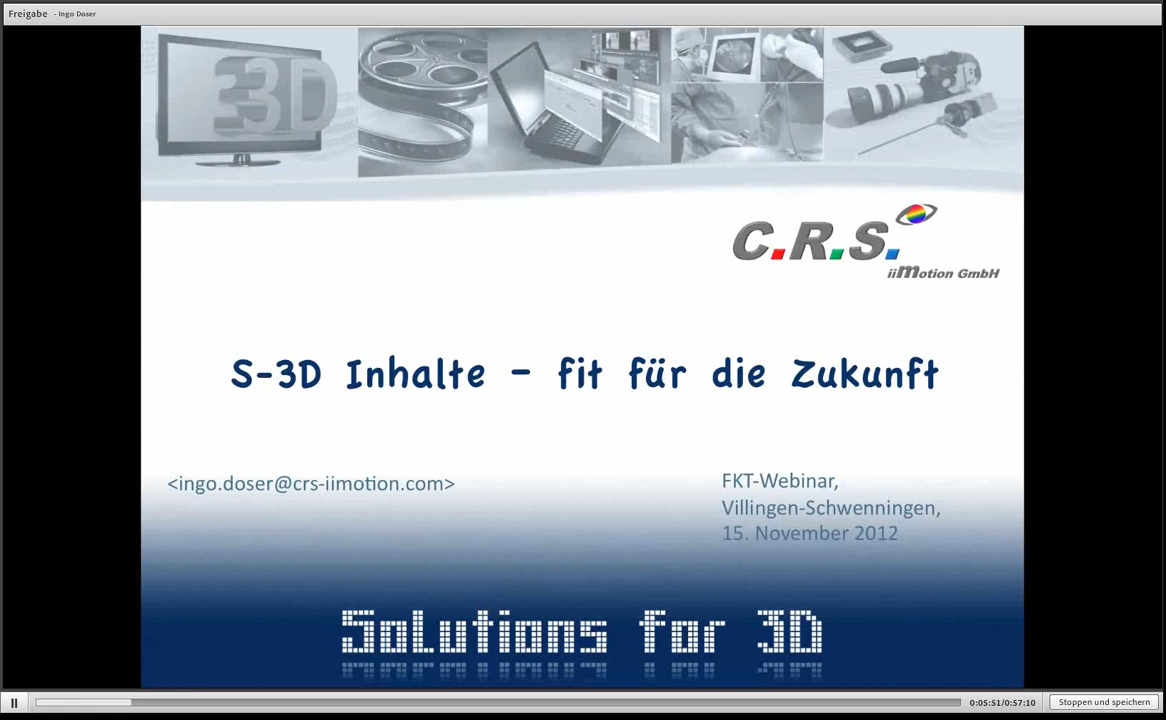 Freigabe - Ingo Doser
3D
C.R.S.
iiMotion GmbH
S-3D Inhalte – fit für die Zukunft
<ingo.doser@crs-iimotion.com>
FKT-Webinar,
Villingen-Schwenningen,
15. November 2012
Solutions for 3D
0:05:51/0:57:10
Stoppen und speichern